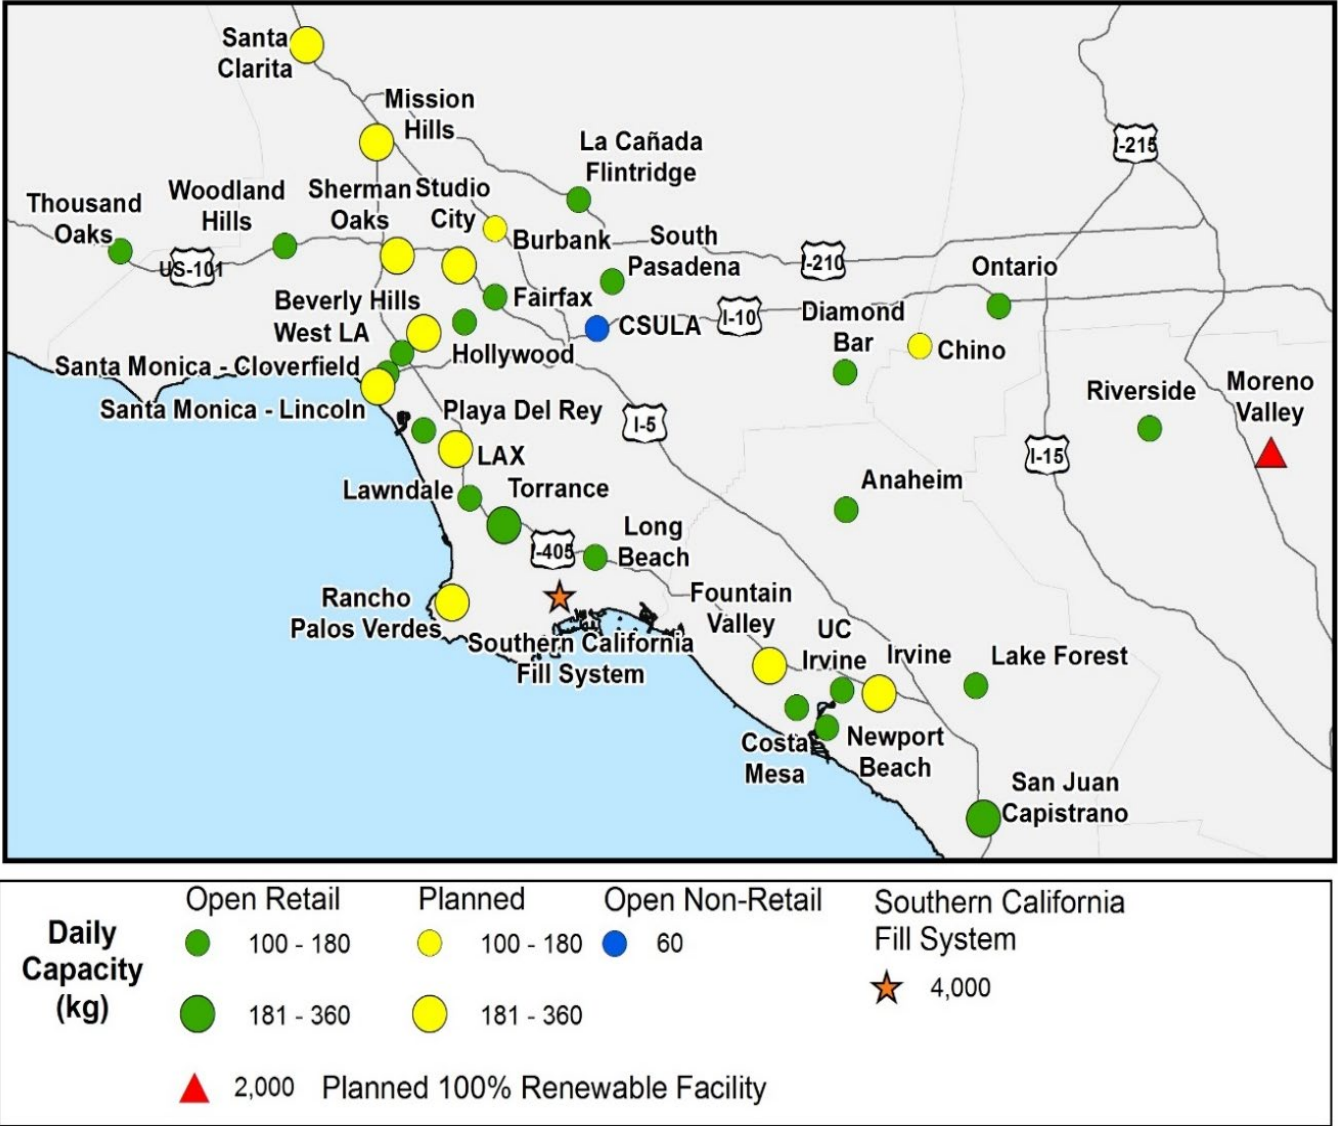 Santa
Clarita
Mission
Hills
La Cañada
Flintridge
I-215
Thousand
Oaks
Woodland
Hills
Sherman
Oaks
Studio
City
Burbank
South
Pasadena
US-101
I-210
Ontario
Beverly Hills
Fairfax
West LA
CSULA
I-10
Diamond
Bar
Chino
Hollywood
Santa Monica - Cloverfield
Santa Monica - Lincoln
Playa Del Rey
I-5
Riverside
Moreno
Valley
LAX
I-15
Lawndale
Torrance
Anaheim
I-405
Long
Beach
Rancho
Palos Verdes
Fountain
Valley
Southern California
Fill System
UC
Irvine
Irvine
Lake Forest
Costa
Mesa
Newport
Beach
San Juan
Capistrano
Daily
Capacity
(kg)
Open Retail
100 - 180
181 - 360
Planned
100 - 180
181 - 360
Open Non-Retail
60
Southern California
Fill System
4,000
2,000 Planned 100% Renewable Facility